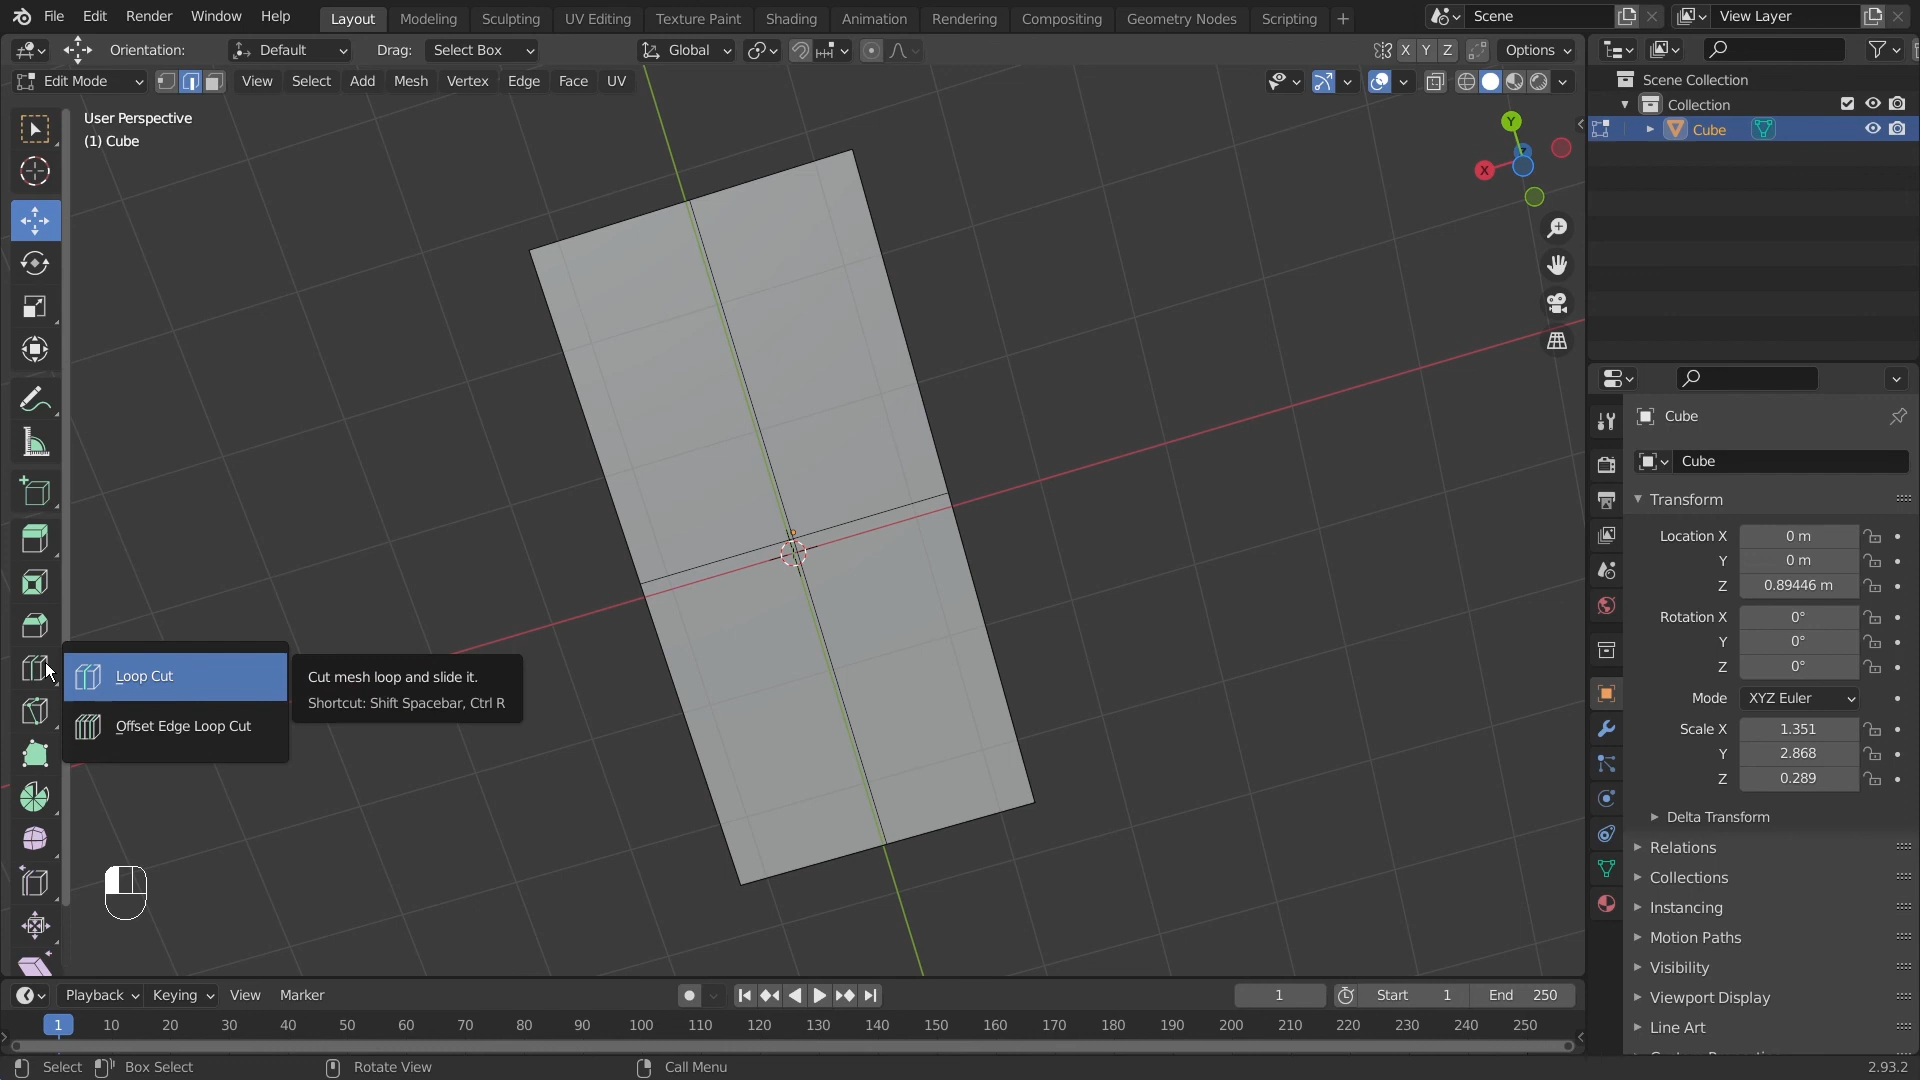 File Edit Render Window Help Layout Modeling Sculpting UV Editing Texture Paint Shading Animation Rendering Compositing Geometry Nodes Scripting + Scene View Layer
Orientation: Default Drag: Select Box Global X Y Z Options
Edit Mode View Select Add Mesh Vertex Edge Face UV
User Perspective
(1) Cube
Y
X
Z
Scene Collection
Collection
Cube
Cube
Cube
Transform
Location X 0 m
Y 0 m
Z 0.89446 m
Rotation X 0°
Y 0°
Z 0°
Mode XYZ Euler
Scale X 1.351
Y 2.868
Z 0.289
Delta Transform
Relations
Collections
Instancing
Motion Paths
Visibility
Viewport Display
Line Art
Loop Cut
Offset Edge Loop Cut
Cut mesh loop and slide it.
Shortcut: Shift Spacebar, Ctrl R
Playback Keying View Marker 1 Start 1 End 250
1 10 20 30 40 50 60 70 80 90 100 110 120 130 140 150 160 170 180 190 200 210 220 230 240 250
Select Box Select Rotate View Call Menu 2.93.2